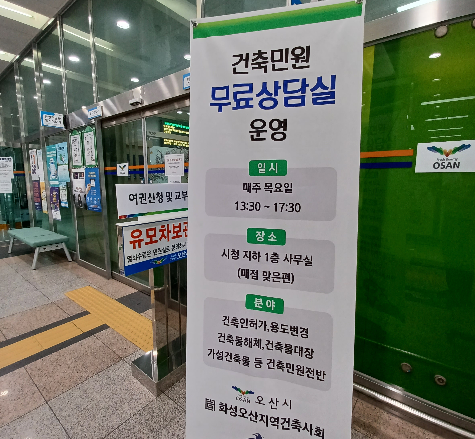 건축민원
무료상담실
운영
일시
매주 목요일
13:30 ~ 17:30
장소
시청 지하 1층 사무실
(매점 맞은편)
분야
건축인허가,용도변경
건축물해체,건축물대장
가설건축물 등 건축민원전반
OSAN 오산시
화성오산지역건축사회
여권신청 및 교부
유모차보관
OSAN